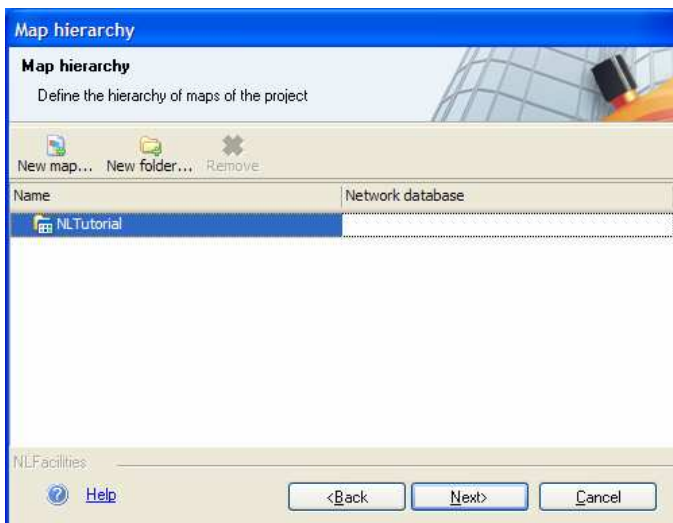 Map hierarchy
Map hierarchy
Define the hierarchy of maps of the project
New map... New folder... Remove
Name Network database
NLTutorial
NLFacilities
Help <Back Next> Cancel